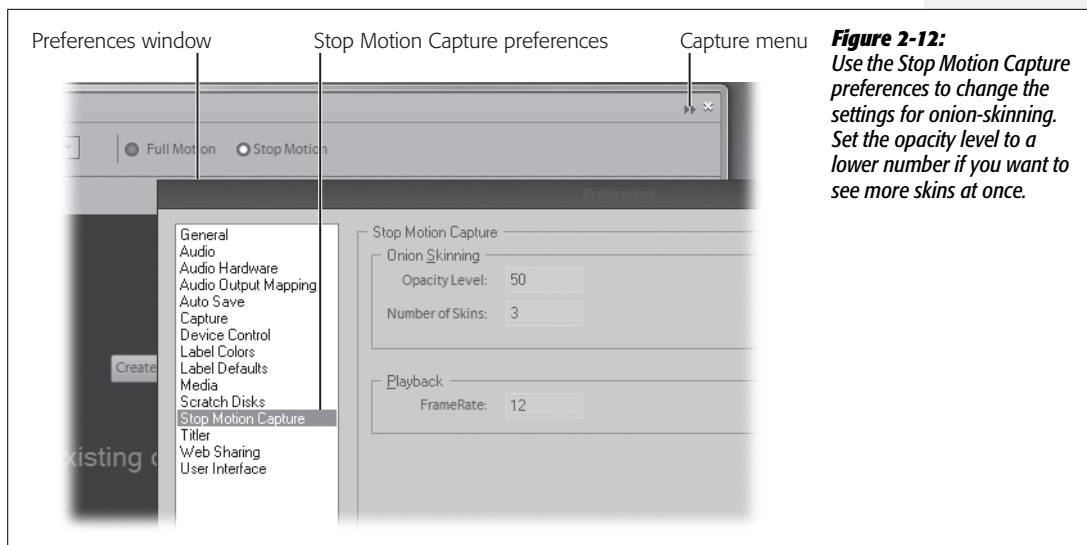 Preferences window
Stop Motion Capture preferences
Capture menu
Figure 2-12:
Use the Stop Motion Capture
preferences to change the
settings for onion-skinning.
Set the opacity level to a
lower number if you want to
see more skins at once.
Full Motion
Stop Motion
Preferences
General
Audio
Audio Hardware
Audio Output Mapping
Auto Save
Capture
Device Control
Label Colors
Label Defaults
Media
Scratch Disks
Stop Motion Capture
Titler
Web Sharing
User Interface
Stop Motion Capture
Onion Skinning
Opacity Level: 50
Number of Skins: 3
Playback
FrameRate: 12
Create
xisting